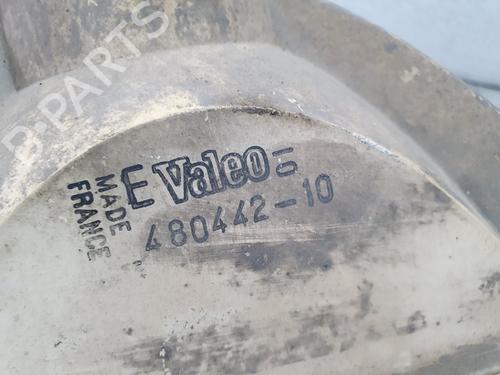 B-PARTS
E Valeo
MADE
FRANCE
480442-10